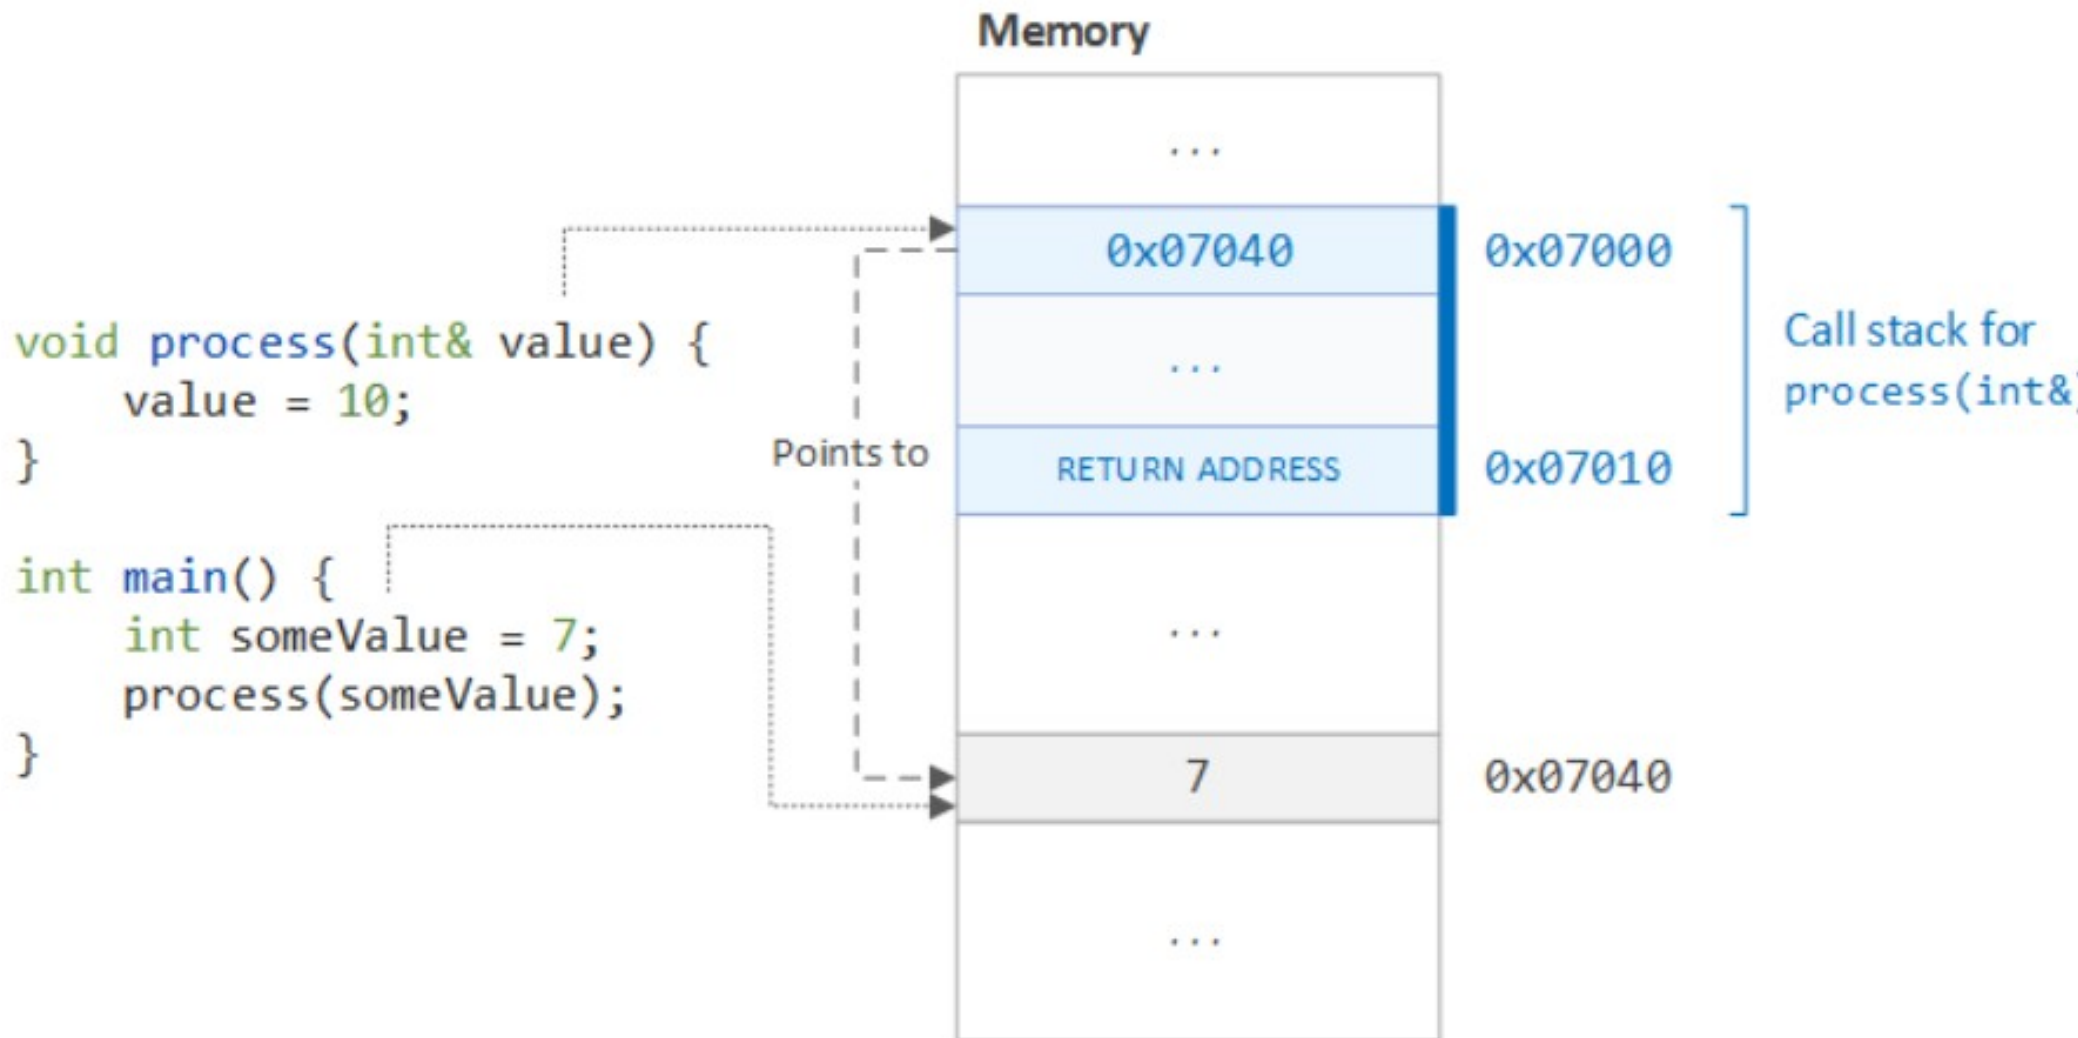 Memory
...
0x07040 0x07000
void process(int& value) {
    value = 10;
}
...
Call stack for
process(int&)
Points to
RETURN ADDRESS 0x07010
int main() {
    int someValue = 7;
    process(someValue);
}
...
7 0x07040
...